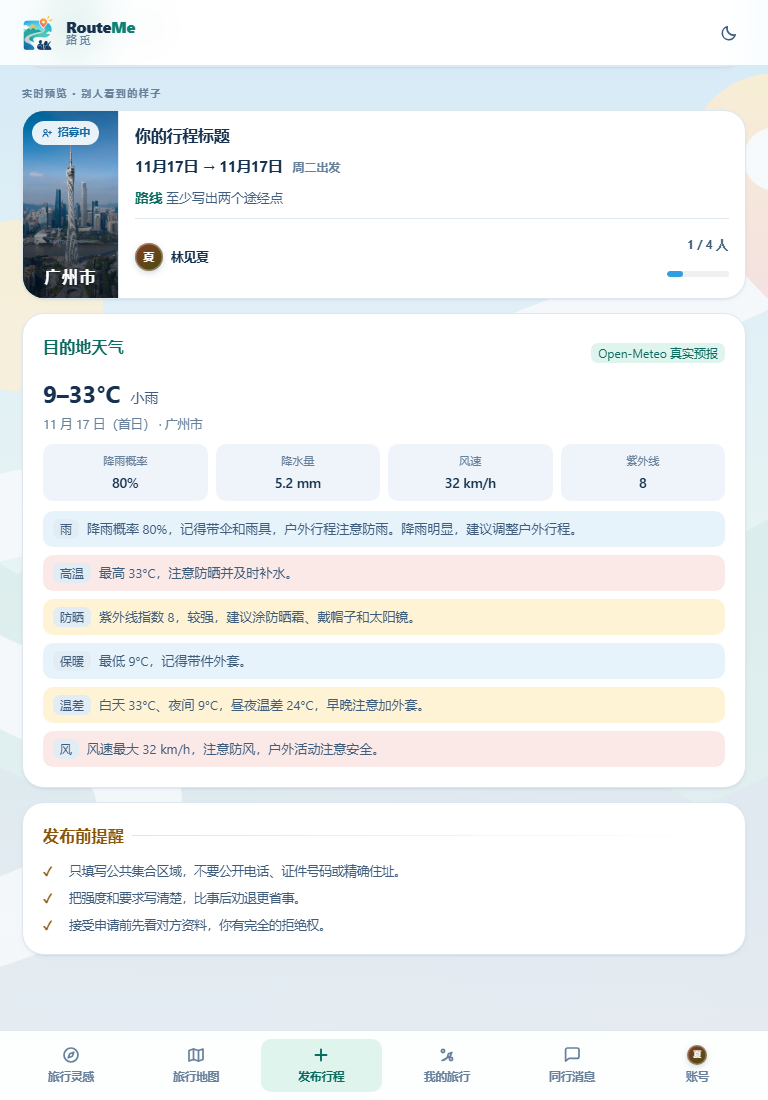 RouteMe
路觅
实时预览 · 别人看到的样子
招募中
广州市
你的行程标题
11月17日 → 11月17日 周二出发
路线 至少写出两个途经点
夏 林见夏
1 / 4 人
目的地天气
Open-Meteo 真实预报
9–33°C 小雨
11 月 17 日（首日）· 广州市
降雨概率
80%
降水量
5.2 mm
风速
32 km/h
紫外线
8
雨 降雨概率 80%，记得带伞和雨具，户外行程注意防雨。降雨明显，建议调整户外行程。
高温 最高 33°C，注意防晒并及时补水。
防晒 紫外线指数 8，较强，建议涂防晒霜、戴帽子和太阳镜。
保暖 最低 9°C，记得带件外套。
温差 白天 33°C、夜间 9°C，昼夜温差 24°C，早晚注意加外套。
风 风速最大 32 km/h，注意防风，户外活动注意安全。
发布前提醒
✓ 只填写公共集合区域，不要公开电话、证件号码或精确住址。
✓ 把强度和要求写清楚，比事后劝退更省事。
✓ 接受申请前先看对方资料，你有完全的拒绝权。
旅行灵感
旅行地图
发布行程
我的旅行
同行消息
夏
账号